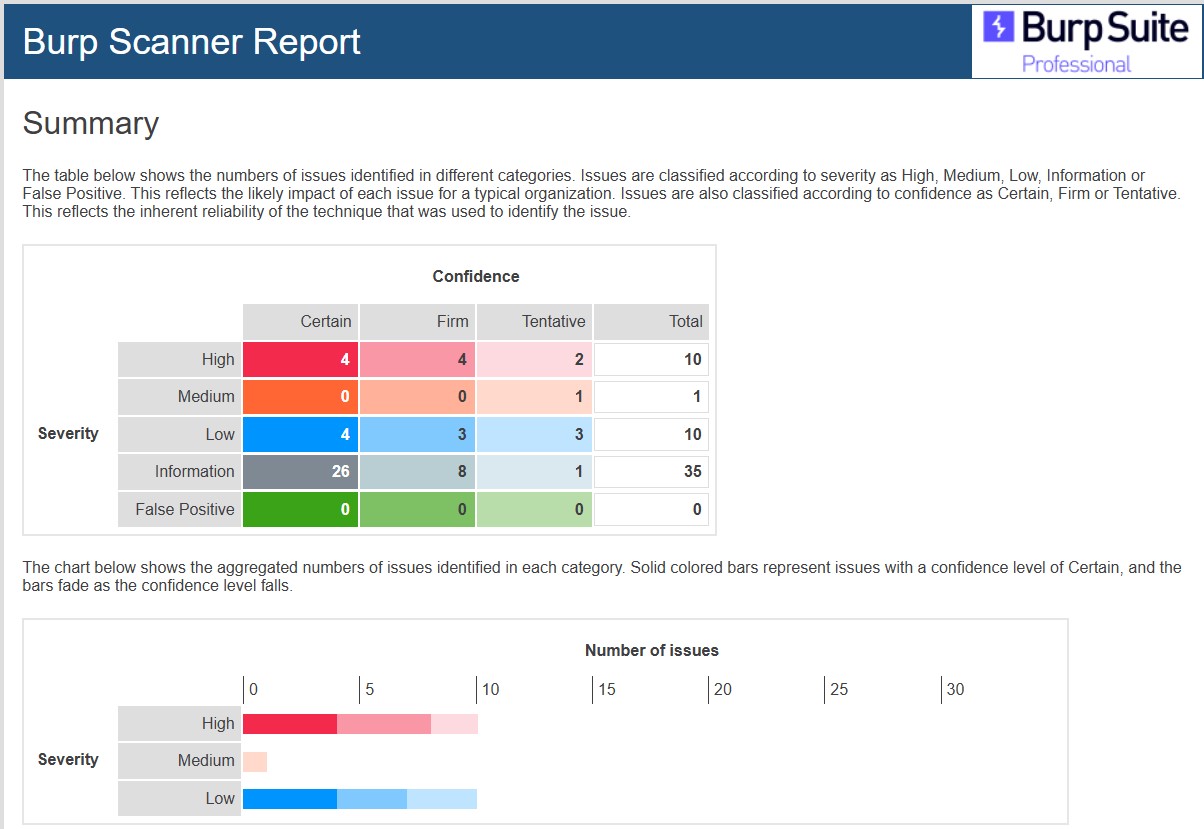 Burp Scanner Report
Burp Suite
Professional
Summary
The table below shows the numbers of issues identified in different categories. Issues are classified according to severity as High, Medium, Low, Information or
False Positive. This reflects the likely impact of each issue for a typical organization. Issues are also classified according to confidence as Certain, Firm or Tentative.
This reflects the inherent reliability of the technique that was used to identify the issue.
Confidence
Certain Firm Tentative Total
High 4 4 2 10
Medium 0 0 1 1
Severity Low 4 3 3 10
Information 26 8 1 35
False Positive 0 0 0 0
The chart below shows the aggregated numbers of issues identified in each category. Solid colored bars represent issues with a confidence level of Certain, and the
bars fade as the confidence level falls.
Number of issues
0 5 10 15 20 25 30
High
Severity Medium
Low